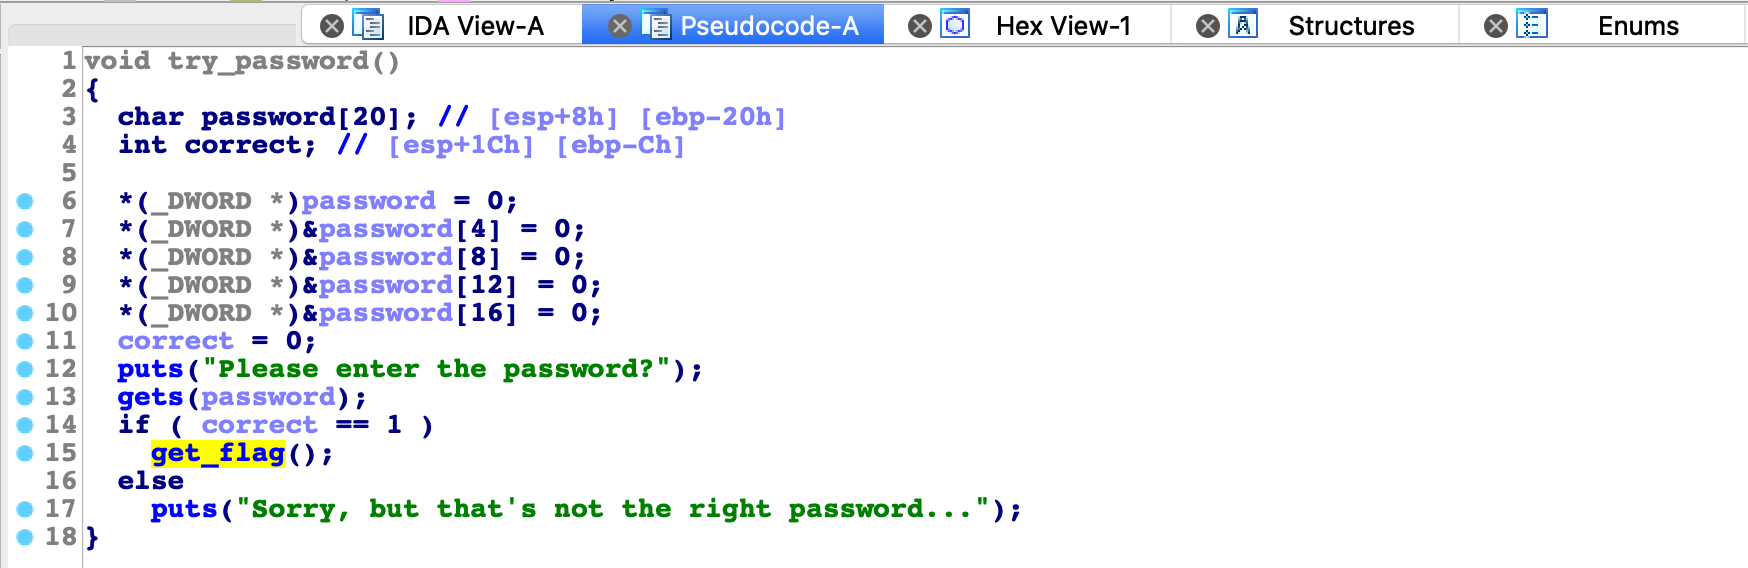 IDA View-A Pseudocode-A Hex View-1 Structures Enums
1 void try_password()
2 {
3 char password[20]; // [esp+8h] [ebp-20h]
4 int correct; // [esp+1Ch] [ebp-Ch]
5
6 *(_DWORD *)password = 0;
7 *(_DWORD *)&password[4] = 0;
8 *(_DWORD *)&password[8] = 0;
9 *(_DWORD *)&password[12] = 0;
10 *(_DWORD *)&password[16] = 0;
11 correct = 0;
12 puts("Please enter the password?");
13 gets(password);
14 if ( correct == 1 )
15 get_flag();
16 else
17 puts("Sorry, but that's not the right password...");
18 }